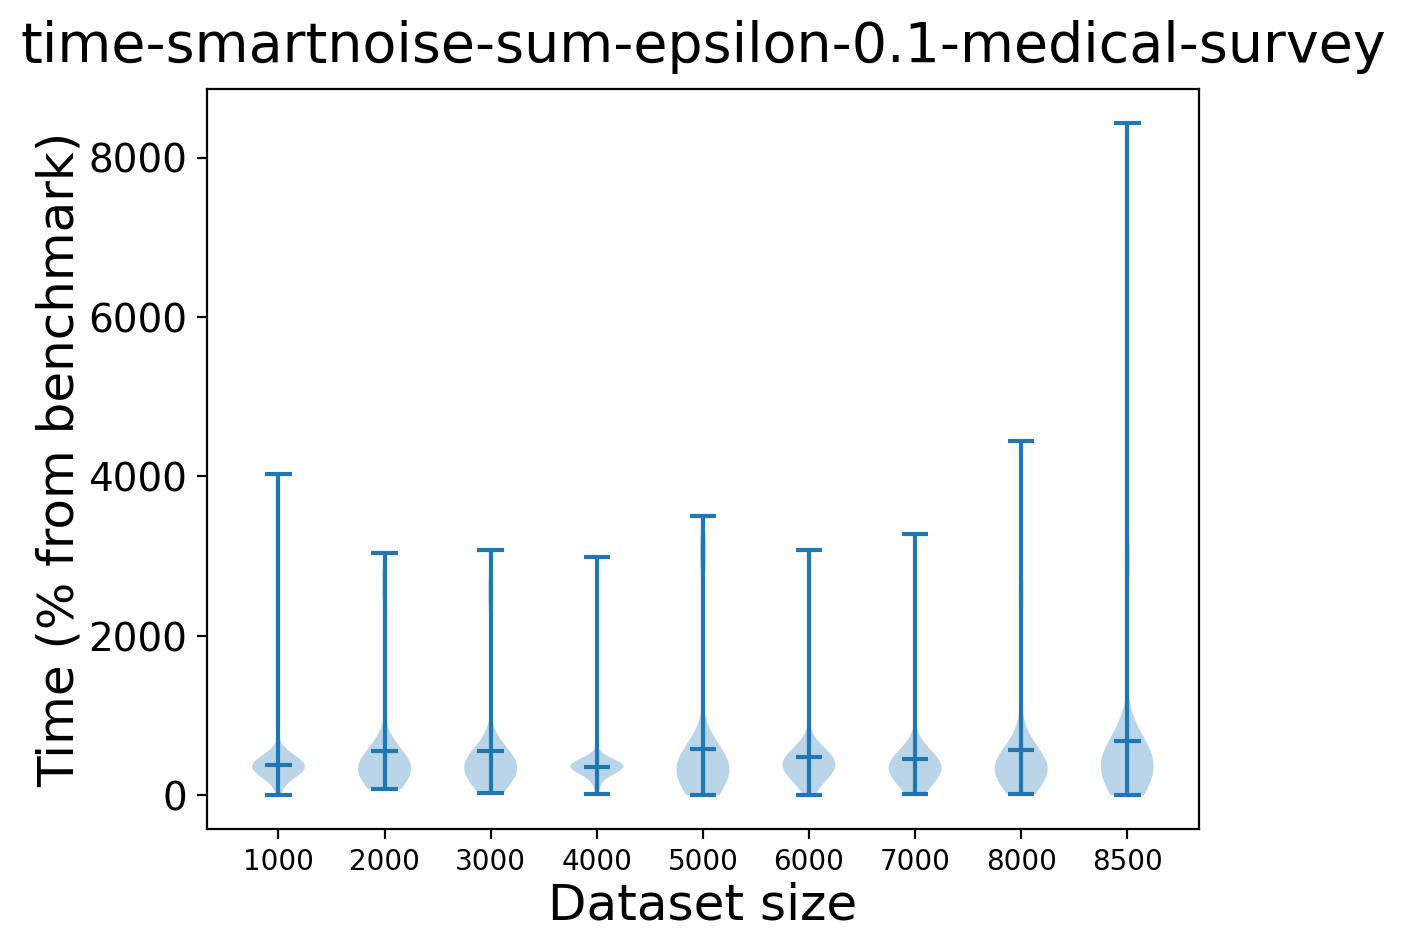 time-smartnoise-sum-epsilon-0.1-medical-survey
Time (% from benchmark)
8000
6000
4000
2000
0
1000 2000 3000 4000 5000 6000 7000 8000 8500
Dataset size